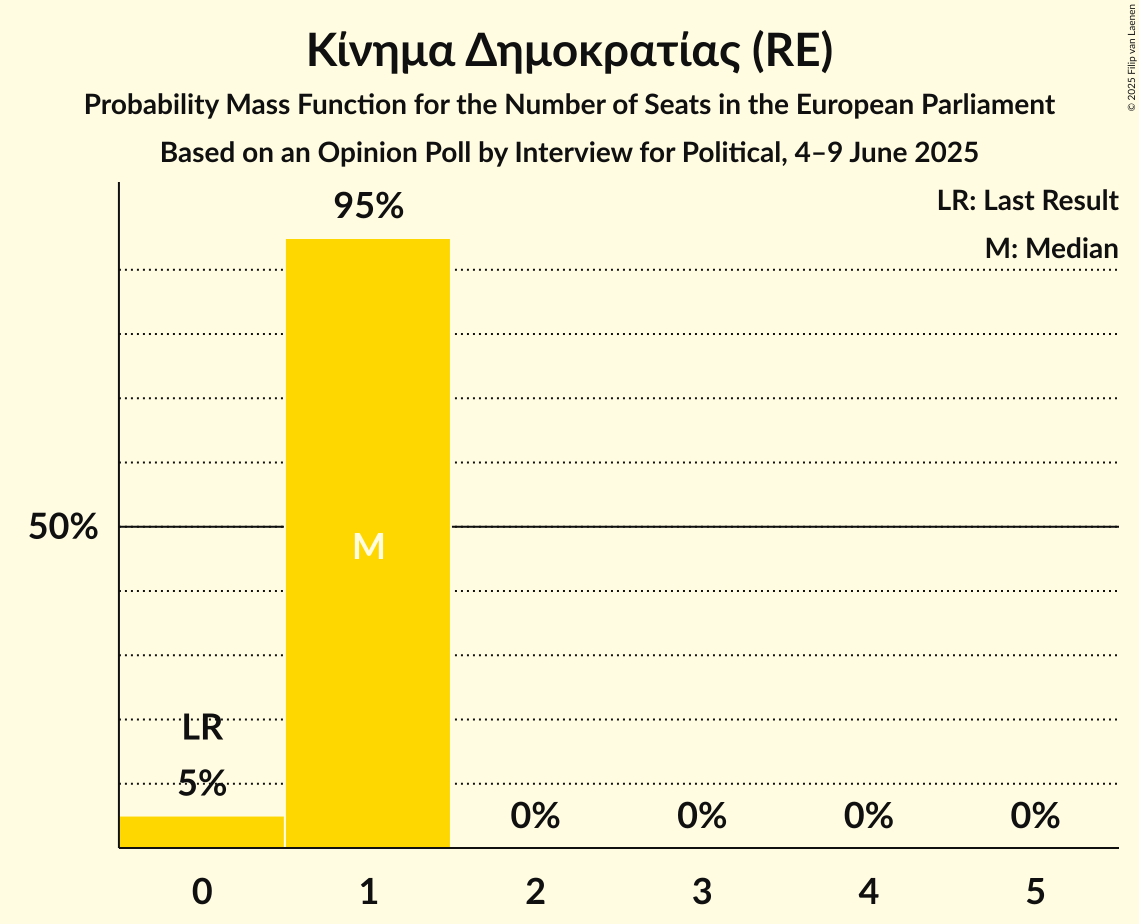 Κίνημα Δημοκρατίας (RE)
Probability Mass Function for the Number of Seats in the European Parliament
Based on an Opinion Poll by Interview for Political, 4–9 June 2025
© 2025 Filip van Laenen
LR: Last Result
M: Median
95%
50%
M
LR
5%
0% 0% 0% 0%
0 1 2 3 4 5